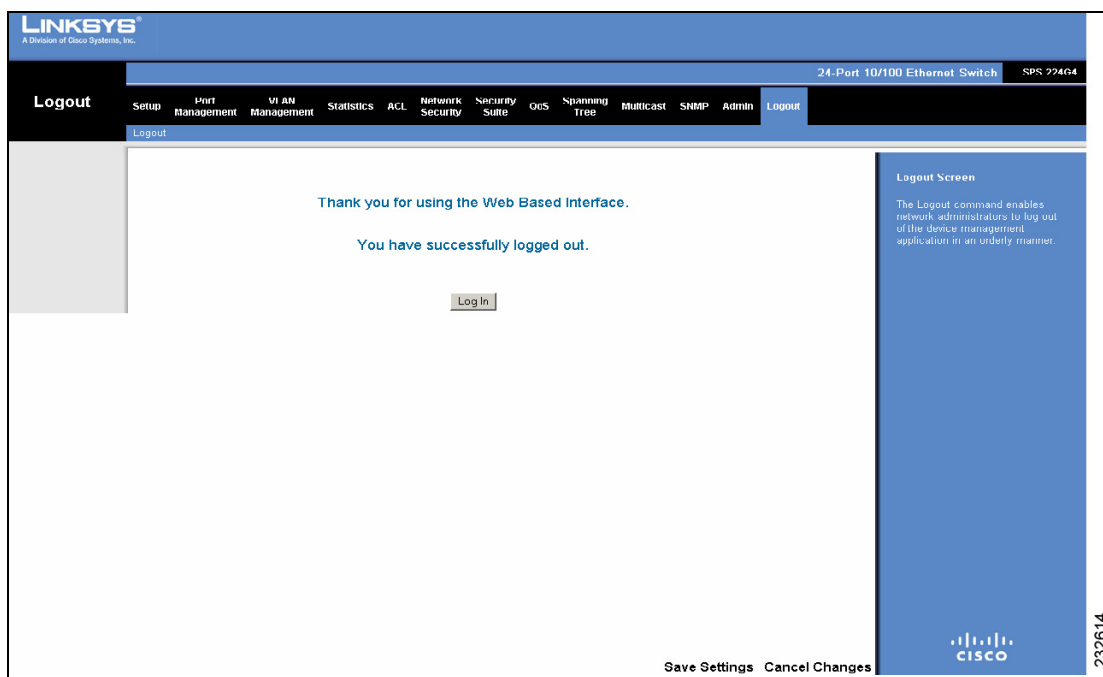 LINKSYS®
A Division of Cisco Systems, Inc.
24-Port 10/100 Ethernet Switch SPS 224G4
Logout
Setup Port Management VLAN Management Statistics ACL Network Security Security Suite QoS Spanning Tree Multicast SNMP Admin Logout
Logout
Thank you for using the Web Based Interface.
You have successfully logged out.
Log In
Logout Screen
The Logout command enables
network administrators to log out
of the device management
application in an orderly manner.
Save Settings Cancel Changes
CISCO
232614